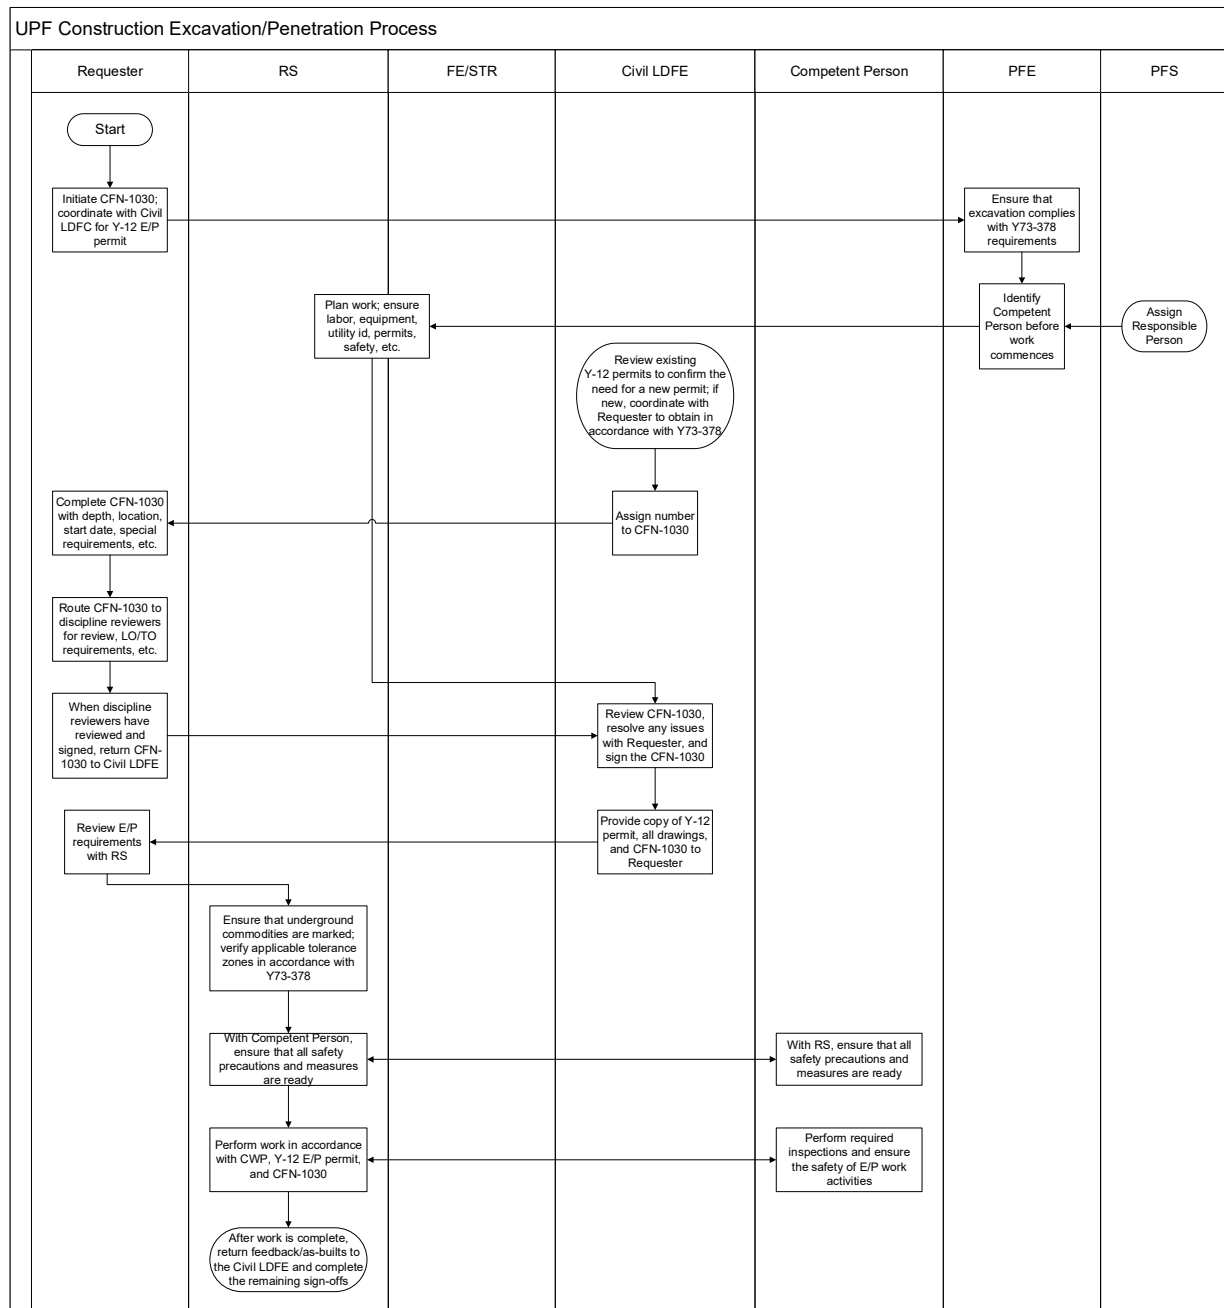 UPF Construction Excavation/Penetration Process
Requester
RS
FE/STR
Civil LDFE
Competent Person
PFE
PFS
Start
Initiate CFN-1030;
coordinate with Civil
LDFC for Y-12 E/P
permit
Ensure that
excavation complies
with Y73-378
requirements
Plan work; ensure
labor, equipment,
utility id, permits,
safety, etc.
Identify
Competent
Person before
work
commences
Assign
Responsible
Person
Review existing
Y-12 permits to confirm the
need for a new permit; if
new, coordinate with
Requester to obtain in
accordance with Y73-378
Complete CFN-1030
with depth, location,
start date, special
requirements, etc.
Assign number
to CFN-1030
Route CFN-1030 to
discipline reviewers
for review, LO/TO
requirements, etc.
When discipline
reviewers have
reviewed and
signed, return CFN-
1030 to Civil LDFE
Review CFN-1030,
resolve any issues
with Requester, and
sign the CFN-1030
Review E/P
requirements
with RS
Provide copy of Y-12
permit, all drawings,
and CFN-1030 to
Requester
Ensure that underground
commodities are marked;
verify applicable tolerance
zones in accordance with
Y73-378
With Competent Person,
ensure that all safety
precautions and measures
are ready
With RS, ensure that all
safety precautions and
measures are ready
Perform work in accordance
with CWP, Y-12 E/P permit,
and CFN-1030
Perform required
inspections and ensure
the safety of E/P work
activities
After work is complete,
return feedback/as-builts to
the Civil LDFE and complete
the remaining sign-offs